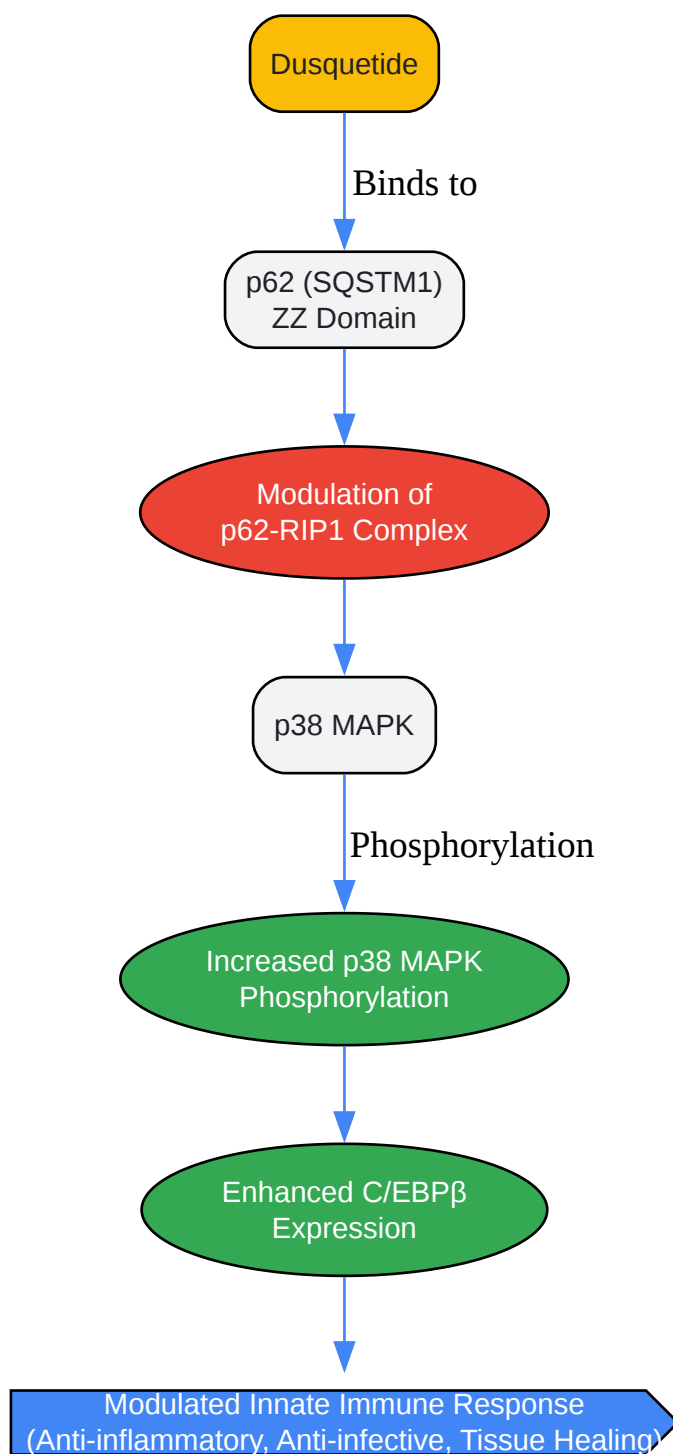 Dusquetide
Binds to
p62 (SQSTM1)
ZZ Domain
Modulation of
p62-RIP1 Complex
p38 MAPK
Phosphorylation
Increased p38 MAPK
Phosphorylation
Enhanced C/EBPβ
Expression
Modulated Innate Immune Response
(Anti-inflammatory, Anti-infective, Tissue Healing)